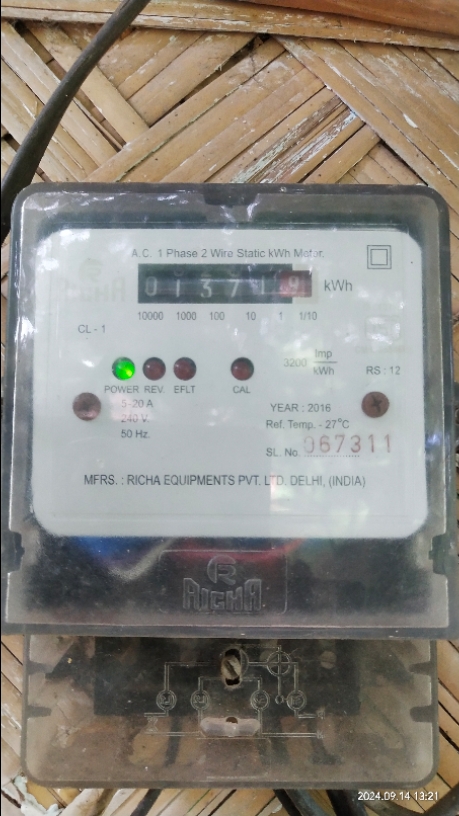 A.C. 1 Phase 2 Wire Static kWh Meter.
0 1 3 7 1 9 kWh
10000 1000 100 10 1 1/10
CL - 1
3200 Imp/kWh
RS : 12
POWER REV. EFLT CAL
5-20 A
240 V.
50 Hz.
YEAR : 2016
Ref. Temp. - 27°C
SL. No. 067311
MFRS. : RICHA EQUIPMENTS PVT. LTD. DELHI, (INDIA)
R
RICHA
2024.09.14 13:21